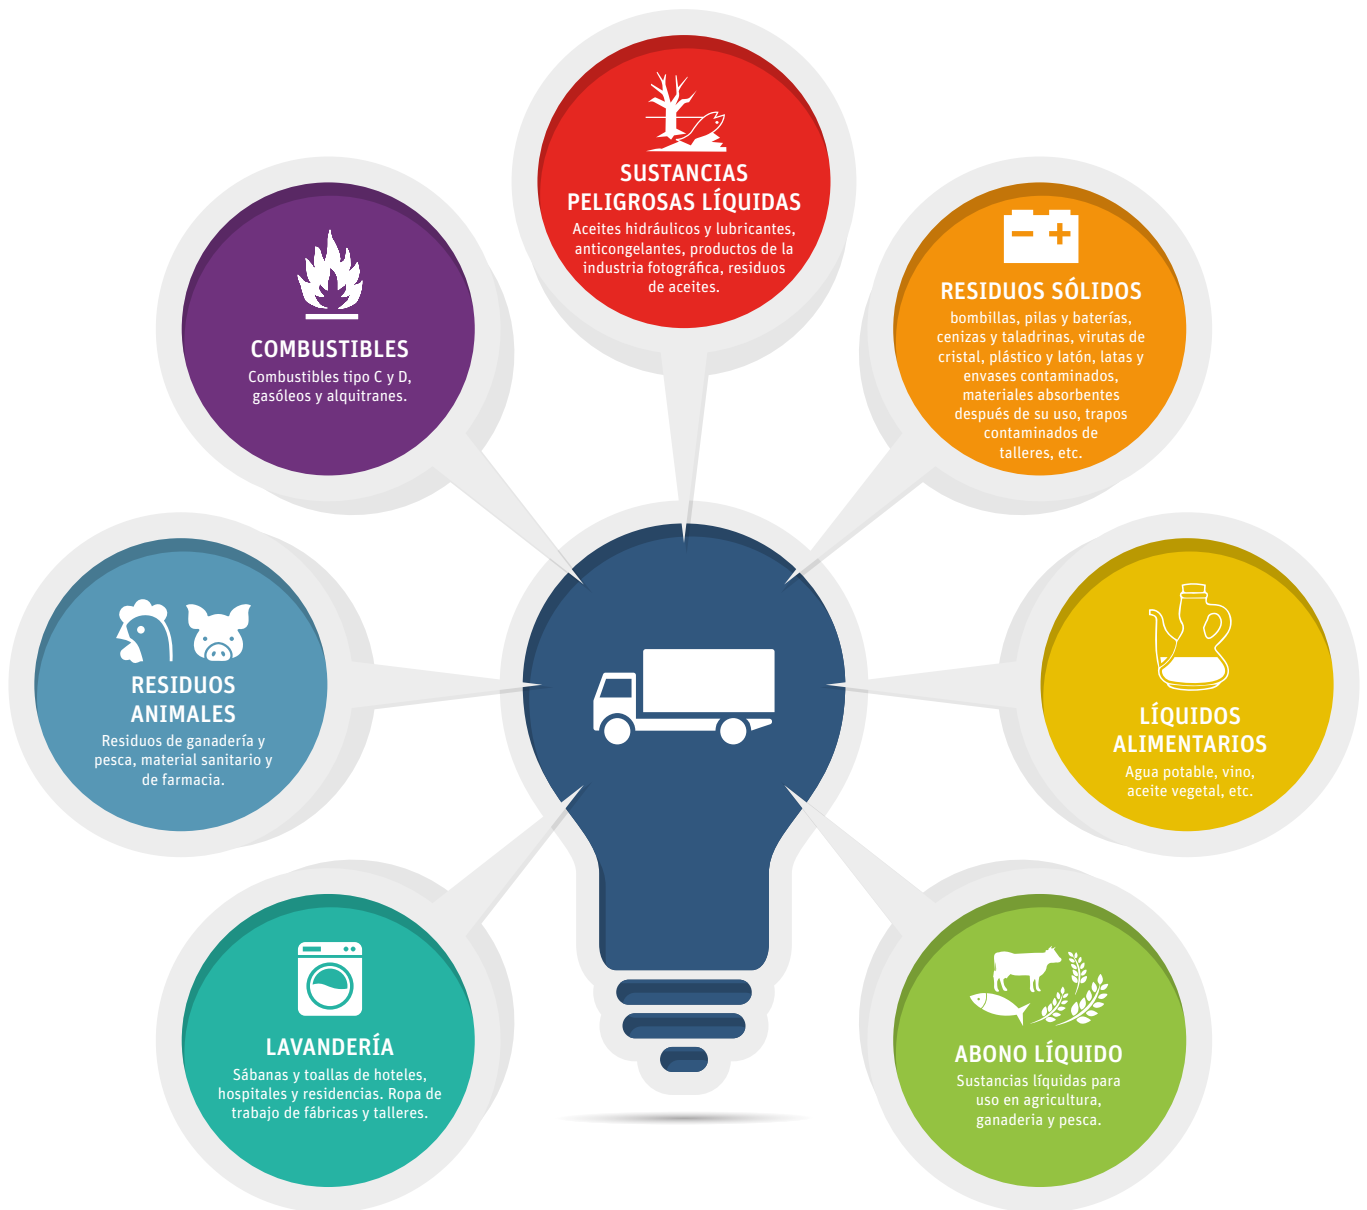 SUSTANCIAS
PELIGROSAS LÍQUIDAS
Aceites hidráulicos y lubricantes,
anticongelantes, productos de la
industria fotográfica, residuos
de aceites.
COMBUSTIBLES
Combustibles tipo C y D,
gasóleos y alquitranes.
RESIDUOS SÓLIDOS
bombillas, pilas y baterías,
cenizas y taladrinas, virutas de
cristal, plástico y latón, latas y
envases contaminados,
materiales absorbentes
después de su uso, trapos
contaminados de
talleres, etc.
RESIDUOS
ANIMALES
Residuos de ganadería y
pesca, material sanitario y
de farmacia.
LÍQUIDOS
ALIMENTARIOS
Agua potable, vino,
aceite vegetal, etc.
LAVANDERÍA
Sábanas y toallas de hoteles,
hospitales y residencias. Ropa de
trabajo de fábricas y talleres.
ABONO LÍQUIDO
Sustancias líquidas para
uso en agricultura,
ganaderia y pesca.